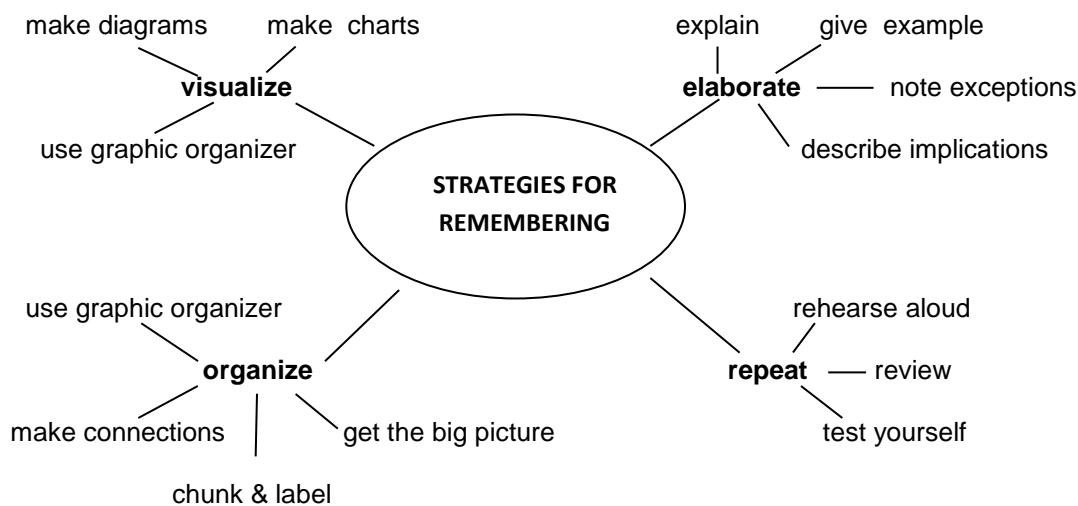 make diagrams
make charts
visualize
use graphic organizer
explain
give example
elaborate
note exceptions
describe implications
STRATEGIES FOR
REMEMBERING
use graphic organizer
organize
make connections
get the big picture
chunk & label
rehearse aloud
repeat
review
test yourself